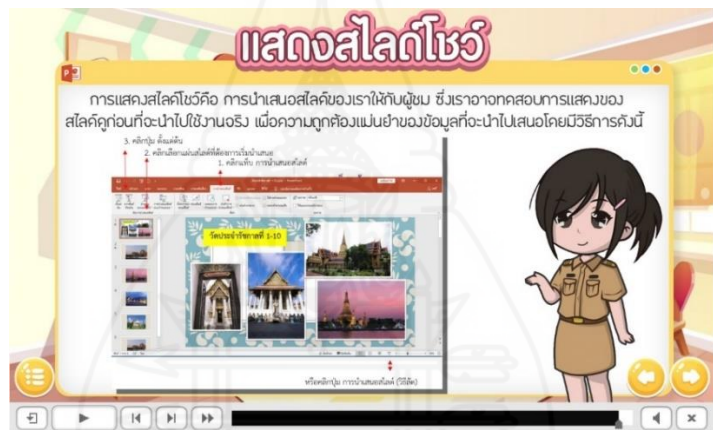 แสดงสไลด์โชว์
การแสดงสไลด์โชว์คือ การนำเสนอสไลด์ของเราให้กับผู้ชม ซึ่งเราอาจทดสอบการแสดงของ
สไลด์ดูก่อนที่จะนำไปใช้งานจริง เพื่อความถูกต้องแม่นยำของข้อมูลที่จะนำไปเสนอโดยมีวิธีการดังนี้
3. คลิกปุ่ม ตั้งแต่ต้น
2. คลิกเลือกแผ่นสไลด์ที่ต้องการเริ่มนำเสนอ
1. คลิกแท็บ การนำเสนอสไลด์
วัดประจำรัชกาลที่ 1-10
หรือคลิกปุ่ม การนำเสนอสไลด์ (วิธีลัด)